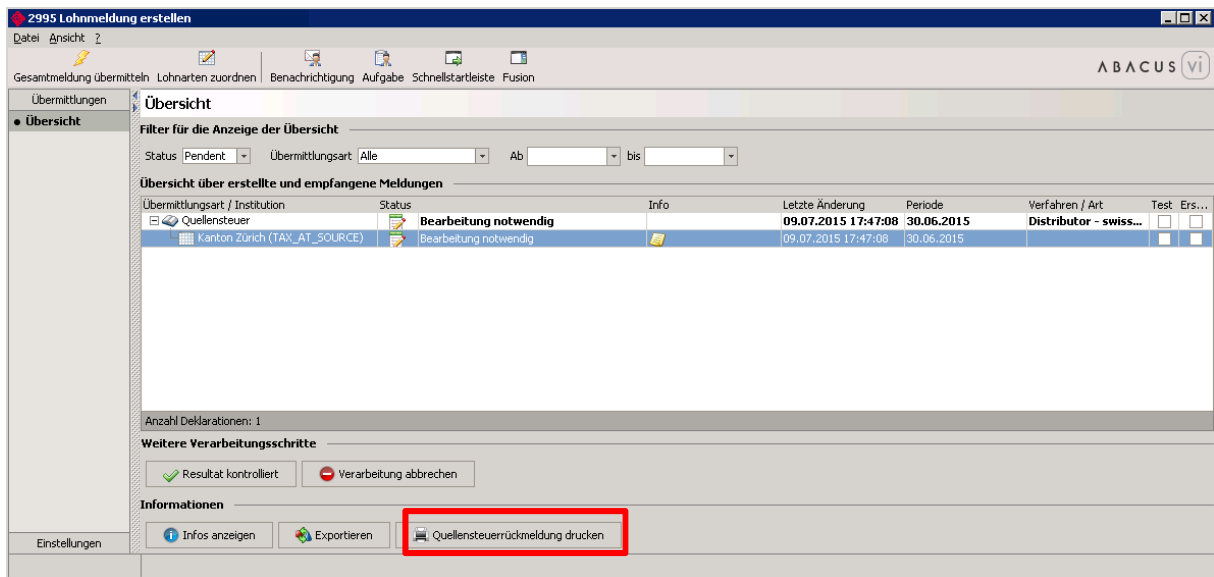 2995 Lohnmeldung erstellen
Datei Ansicht ?
Gesamtmeldung übermitteln Lohnarten zuordnen Benachrichtigung Aufgabe Schnellstartleiste Fusion
ABACUS vi
Übermittlungen
• Übersicht
Übersicht
Filter für die Anzeige der Übersicht
Status Pendent Übermittlungsart Alle Ab bis
Übersicht über erstellte und empfangene Meldungen
Übermittlungsart / Institution Status Info Letzte Änderung Periode Verfahren / Art Test Ers...
Quellensteuer Bearbeitung notwendig 09.07.2015 17:47:08 30.06.2015 Distributor - swiss...
Kanton Zürich (TAX_AT_SOURCE) Bearbeitung notwendig 09.07.2015 17:47:08 30.06.2015
Anzahl Deklarationen: 1
Weitere Verarbeitungsschritte
Resultat kontrolliert Verarbeitung abbrechen
Informationen
Infos anzeigen Exportieren Quellensteuerrückmeldung drucken
Einstellungen